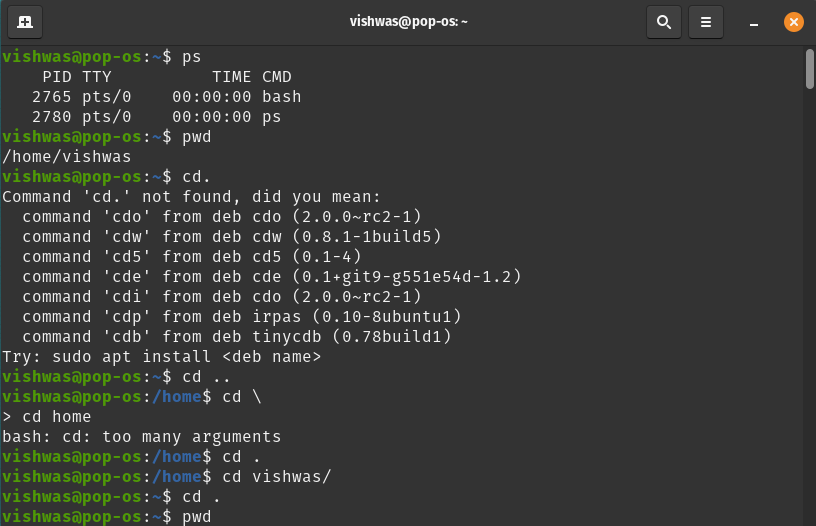 vishwas@pop-os: ~
vishwas@pop-os:~$ ps
    PID TTY          TIME CMD
   2765 pts/0    00:00:00 bash
   2780 pts/0    00:00:00 ps
vishwas@pop-os:~$ pwd
/home/vishwas
vishwas@pop-os:~$ cd.
Command 'cd.' not found, did you mean:
  command 'cdo' from deb cdo (2.0.0~rc2-1)
  command 'cdw' from deb cdw (0.8.1-1build5)
  command 'cd5' from deb cd5 (0.1-4)
  command 'cde' from deb cde (0.1+git9-g551e54d-1.2)
  command 'cdi' from deb cdo (2.0.0~rc2-1)
  command 'cdp' from deb irpas (0.10-8ubuntu1)
  command 'cdb' from deb tinycdb (0.78build1)
Try: sudo apt install <deb name>
vishwas@pop-os:~$ cd ..
vishwas@pop-os:/home$ cd \
> cd home
bash: cd: too many arguments
vishwas@pop-os:/home$ cd .
vishwas@pop-os:/home$ cd vishwas/
vishwas@pop-os:~$ cd .
vishwas@pop-os:~$ pwd